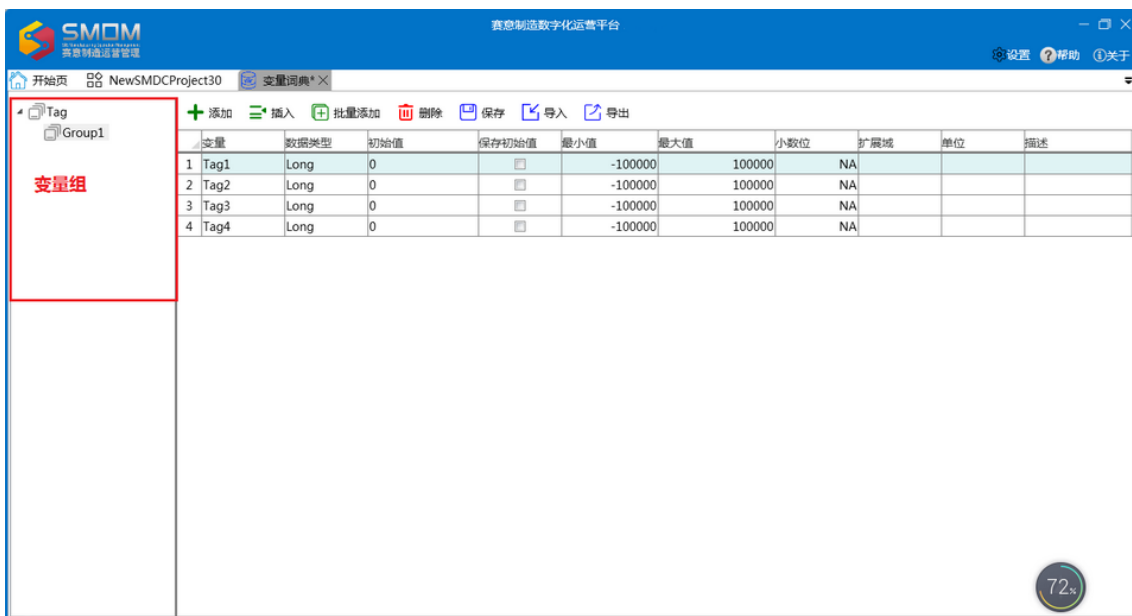 赛意制造数字化运营平台
SMOM
赛意制造运营管理
设置 帮助 关于
开始页 NewSMDCProject30 变量词典*
Tag
Group1
变量组
添加 插入 批量添加 删除 保存 导入 导出
变量 数据类型 初始值 保存初始值 最小值 最大值 小数位 扩展域 单位 描述
1 Tag1 Long 0 -100000 100000 NA
2 Tag2 Long 0 -100000 100000 NA
3 Tag3 Long 0 -100000 100000 NA
4 Tag4 Long 0 -100000 100000 NA
72%